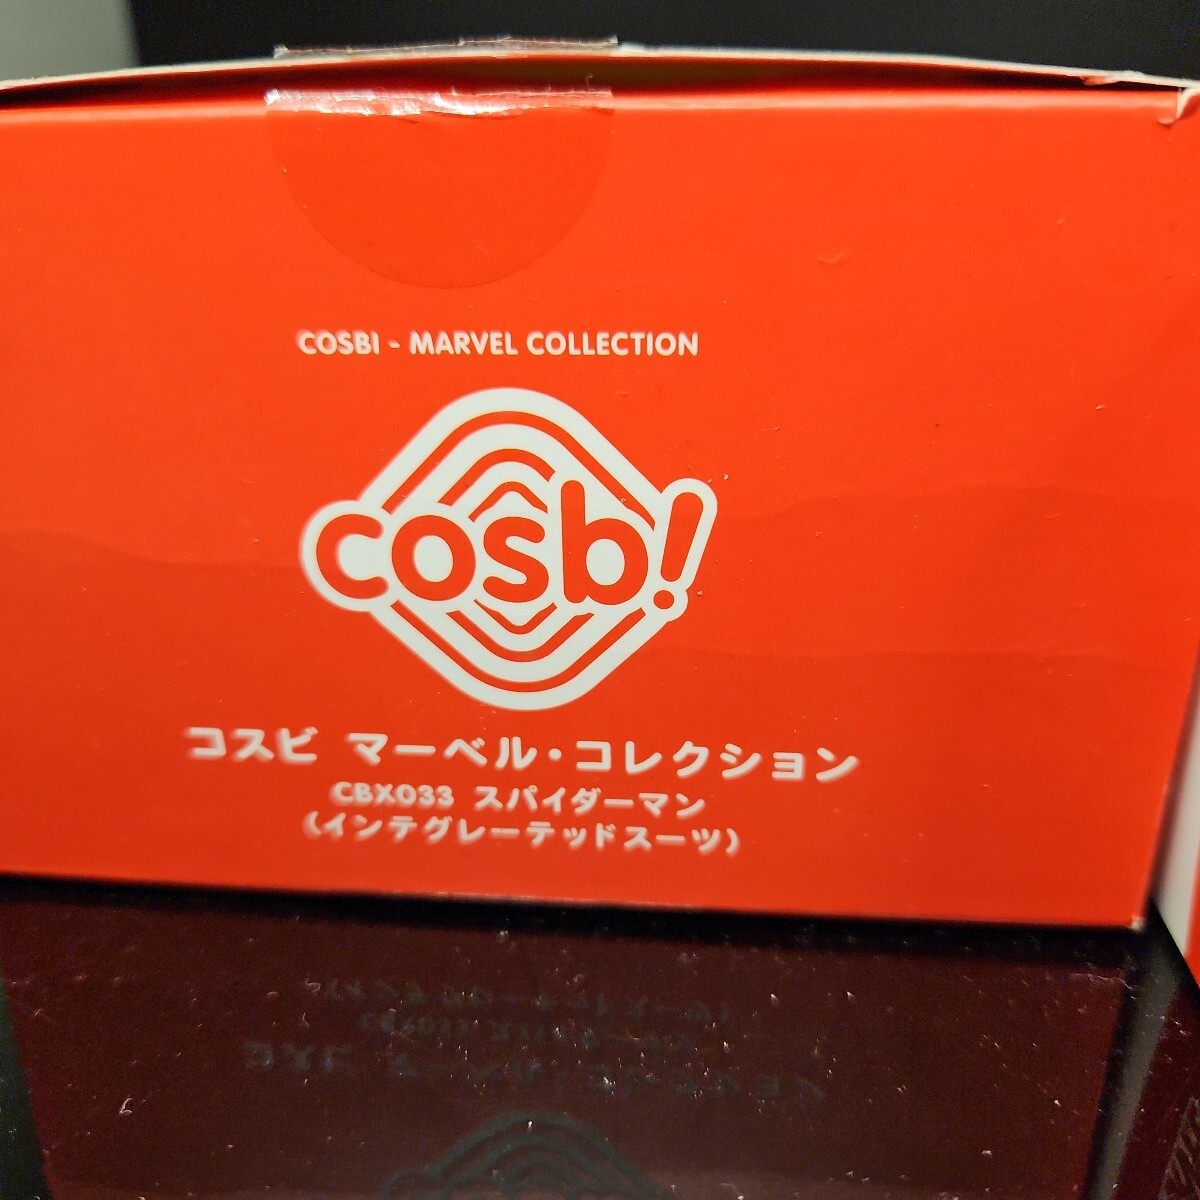 COSBI - MARVEL COLLECTION
cosbi
コスビ マーベル・コレクション
CBX033 スパイダーマン
（インテグレーテッドスーツ）